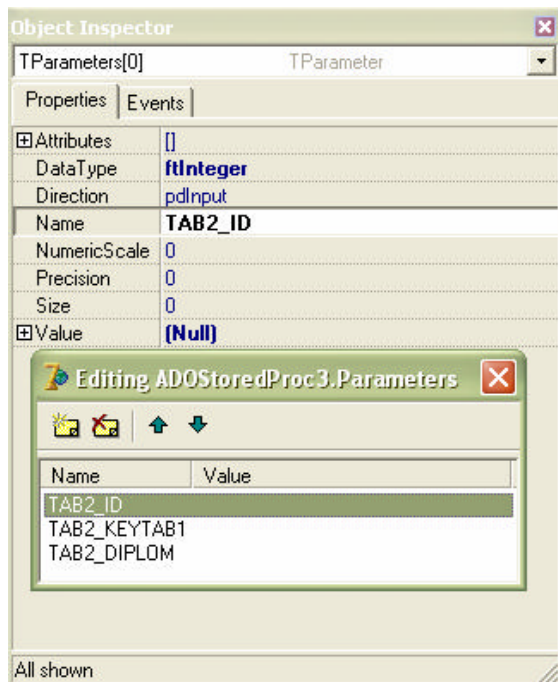 Object Inspector
TParameters[0] TParameter
Properties Events
Attributes []
DataType ftInteger
Direction pdInput
Name TAB2_ID
NumericScale 0
Precision 0
Size 0
Value (Null)
Editing ADOStoredProc3.Parameters
Name Value
TAB2_ID
TAB2_KEYTAB1
TAB2_DIPLOM
All shown